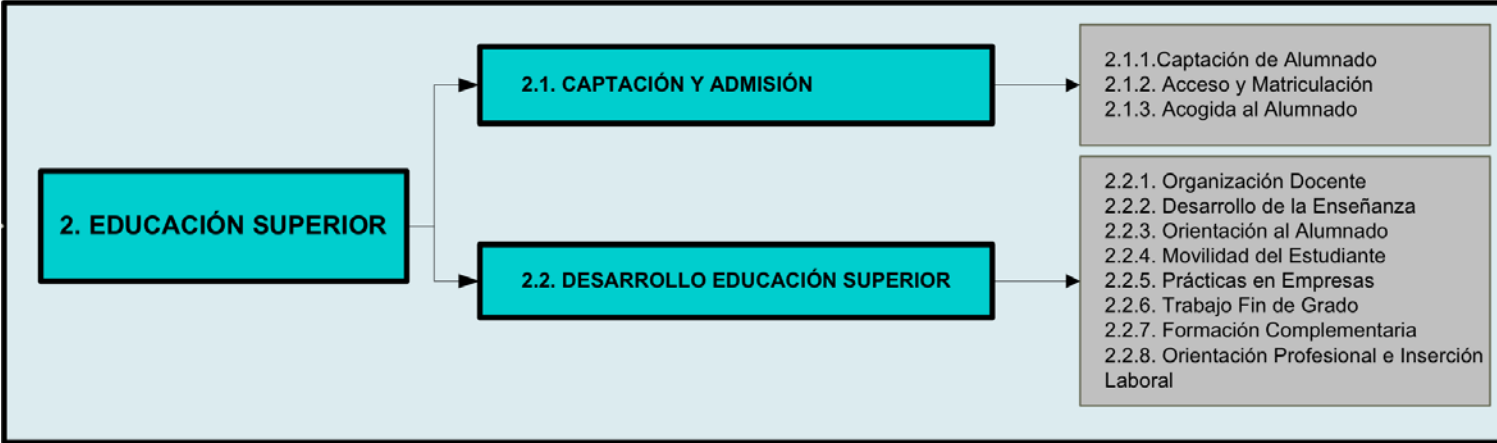 2. EDUCACIÓN SUPERIOR
2.1. CAPTACIÓN Y ADMISIÓN
2.1.1.Captación de Alumnado
2.1.2. Acceso y Matriculación
2.1.3. Acogida al Alumnado
2.2. DESARROLLO EDUCACIÓN SUPERIOR
2.2.1. Organización Docente
2.2.2. Desarrollo de la Enseñanza
2.2.3. Orientación al Alumnado
2.2.4. Movilidad del Estudiante
2.2.5. Prácticas en Empresas
2.2.6. Trabajo Fin de Grado
2.2.7. Formación Complementaria
2.2.8. Orientación Profesional e Inserción
Laboral